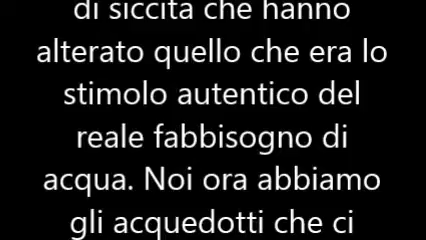 di siccità che hanno
alterato quello che era lo
stimolo autentico del
reale fabbisogno di
acqua. Noi ora abbiamo
gli acquedotti che ci